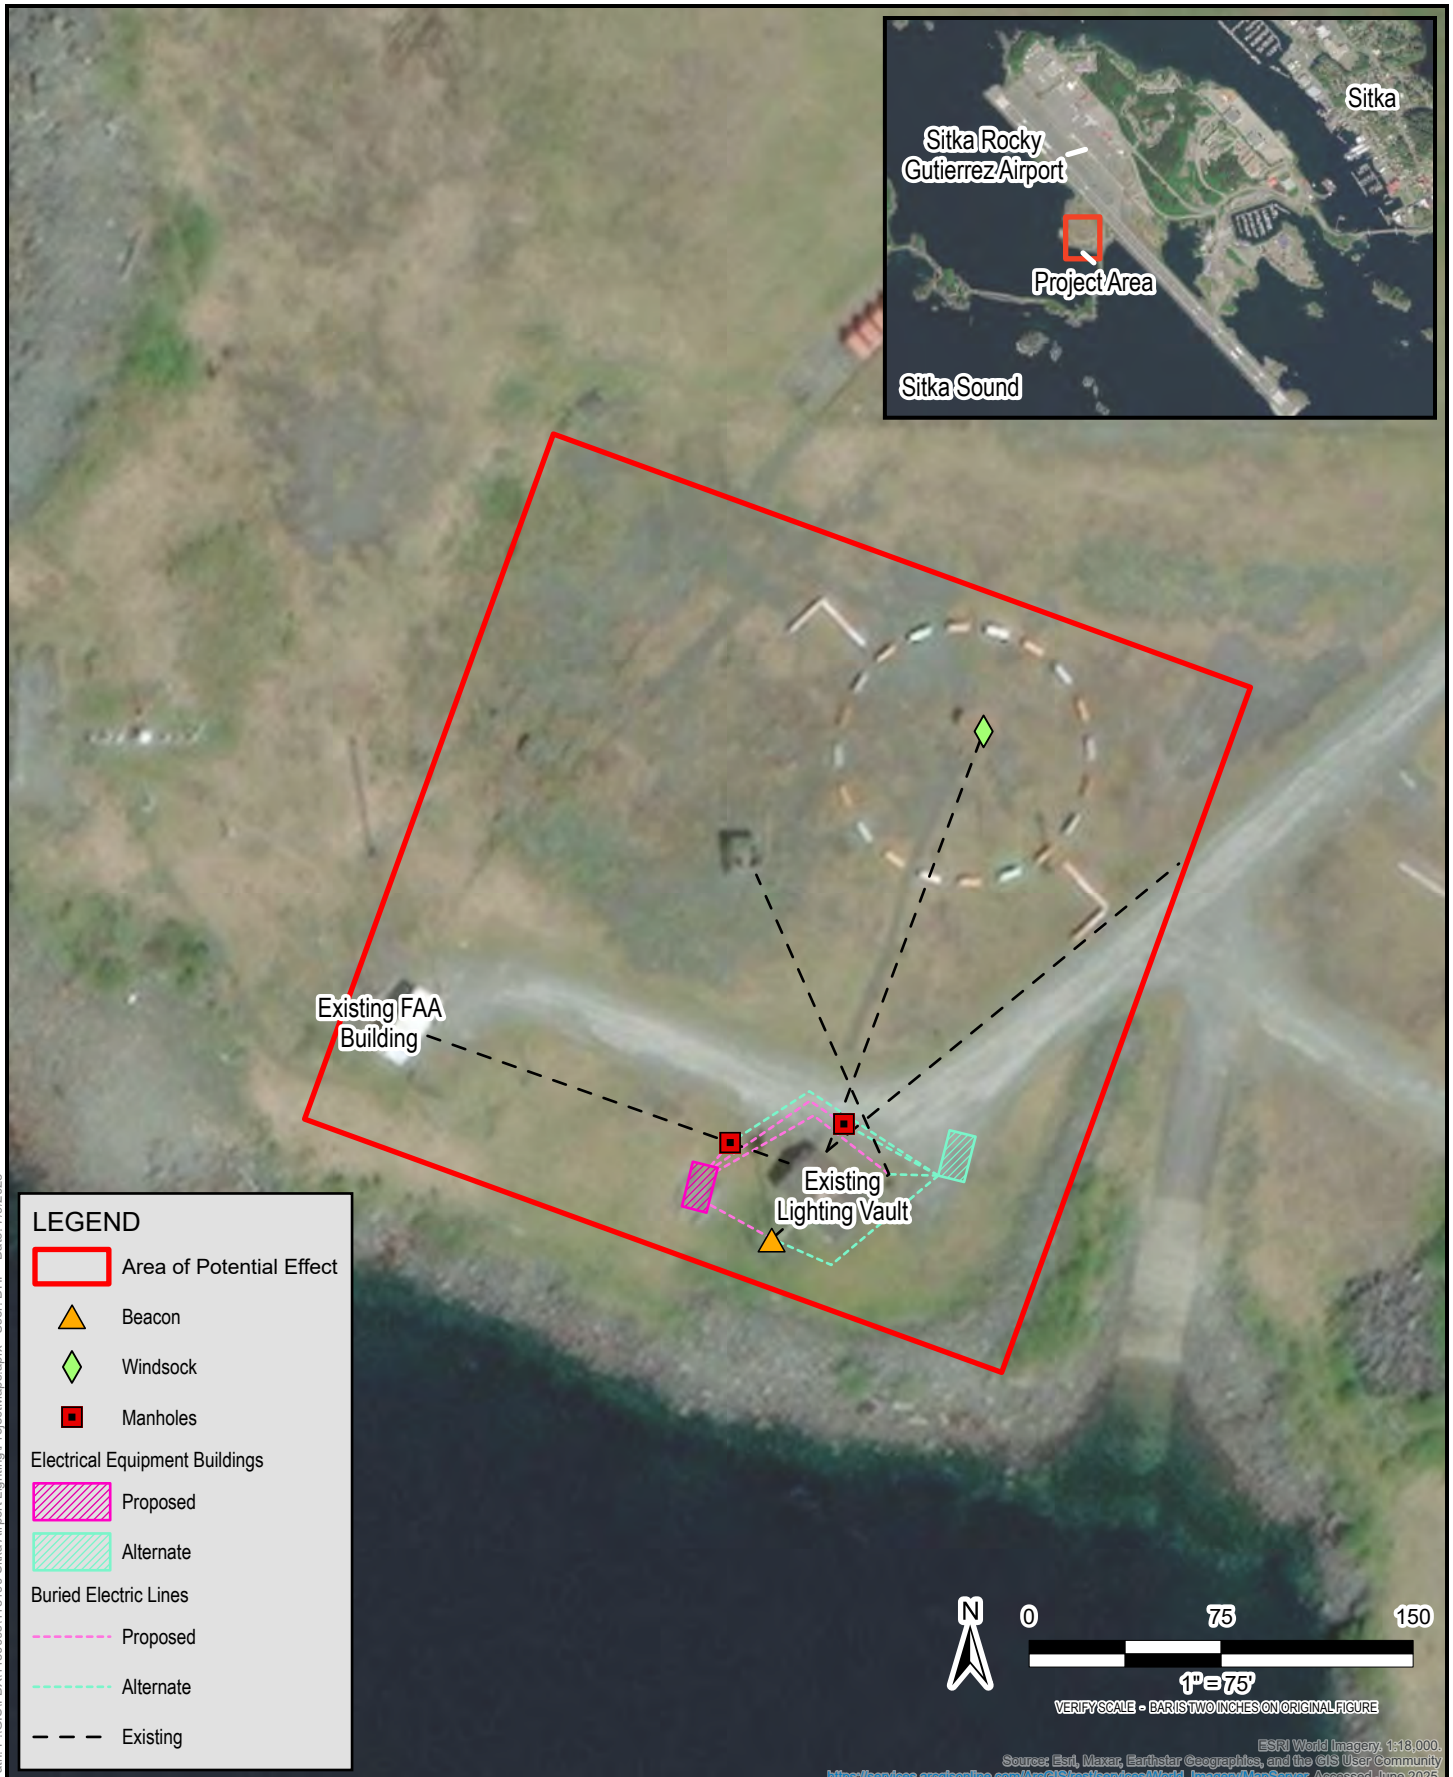 Sitka
Sitka Rocky
Gutierrez Airport
Project Area
Sitka Sound
Existing FAA
Building
Existing
Lighting Vault
LEGEND
Area of Potential Effect
Beacon
Windsock
Manholes
Electrical Equipment Buildings
Proposed
Alternate
Buried Electric Lines
Proposed
Alternate
Existing
N
0 75 150
1" = 75'
VERIFY SCALE - BAR IS TWO INCHES ON ORIGINAL FIGURE
ESRI World Imagery. 1:18,000.
Source: Esri, Maxar, Earthstar Geographics, and the GIS User Community